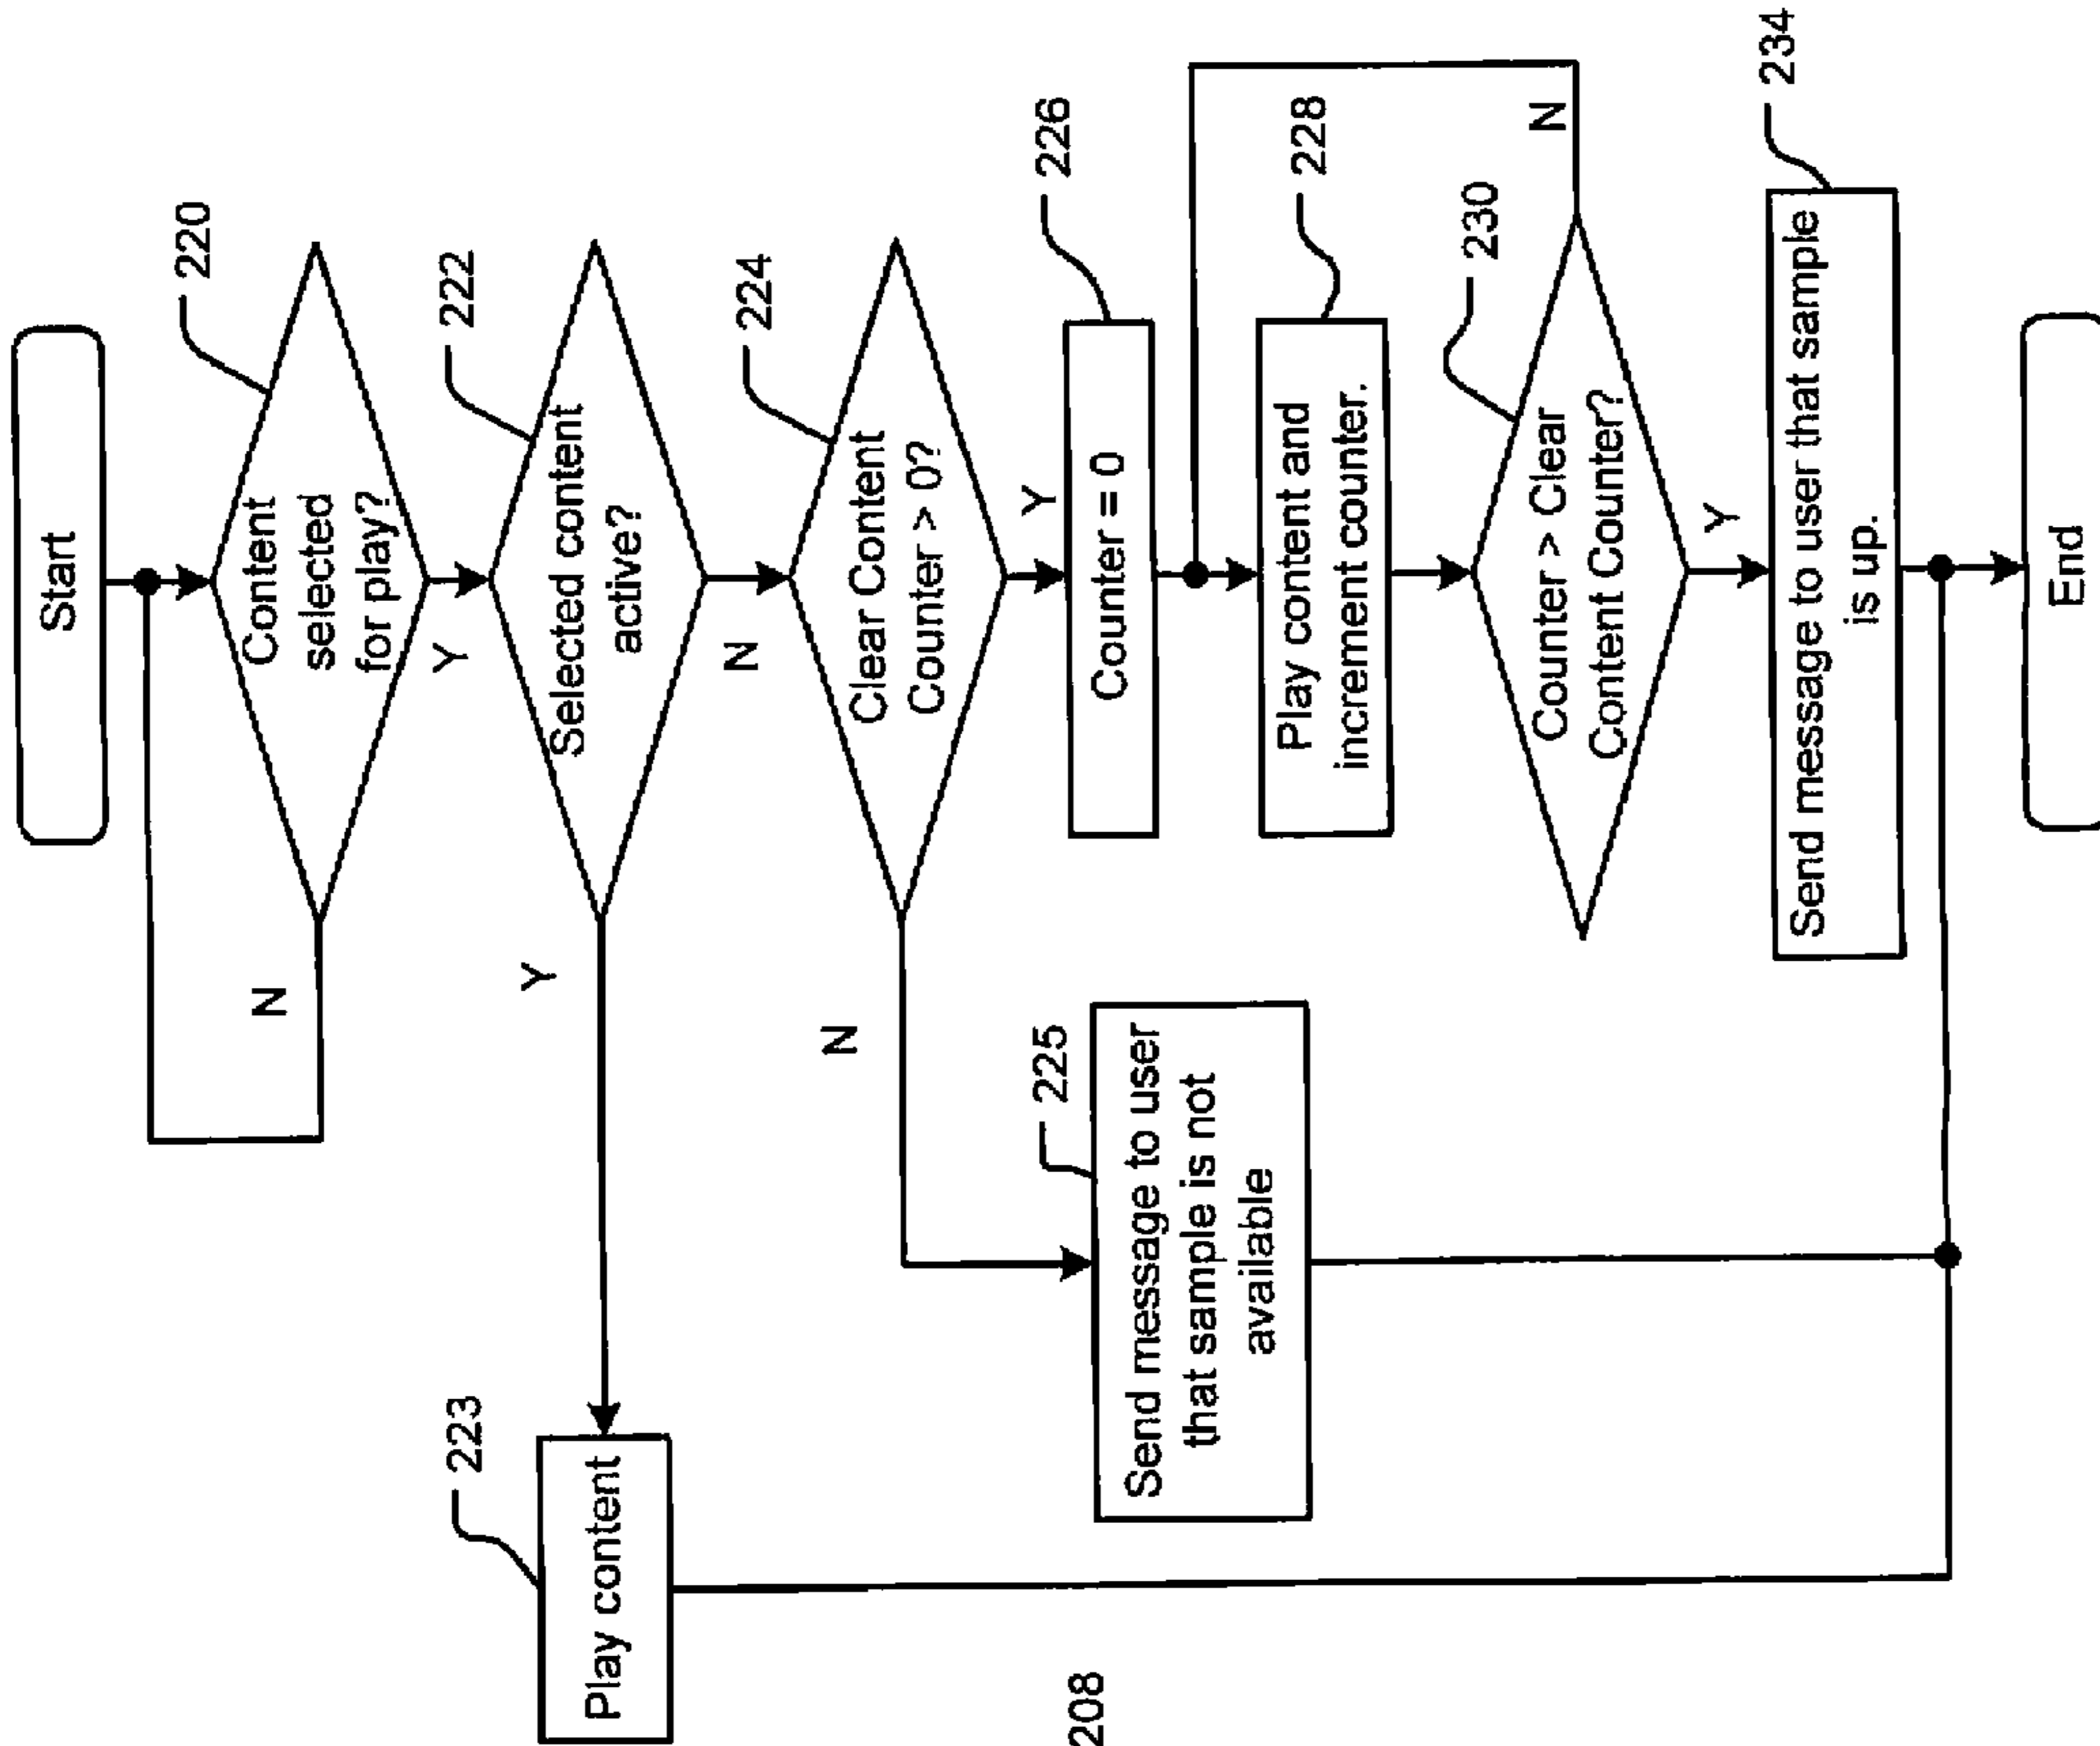 Start
220
Content
selected
for play?
N
Y
222
Selected content
active?
Y
N
223
Play content
224
Clear Content
Counter > 0?
N
Y
225
Send message to user
that sample is not
available
226
Counter = 0
228
Play content and
increment counter.
230
Counter > Clear
Content Counter?
N
Y
234
Send message to user that sample
is up.
End
208